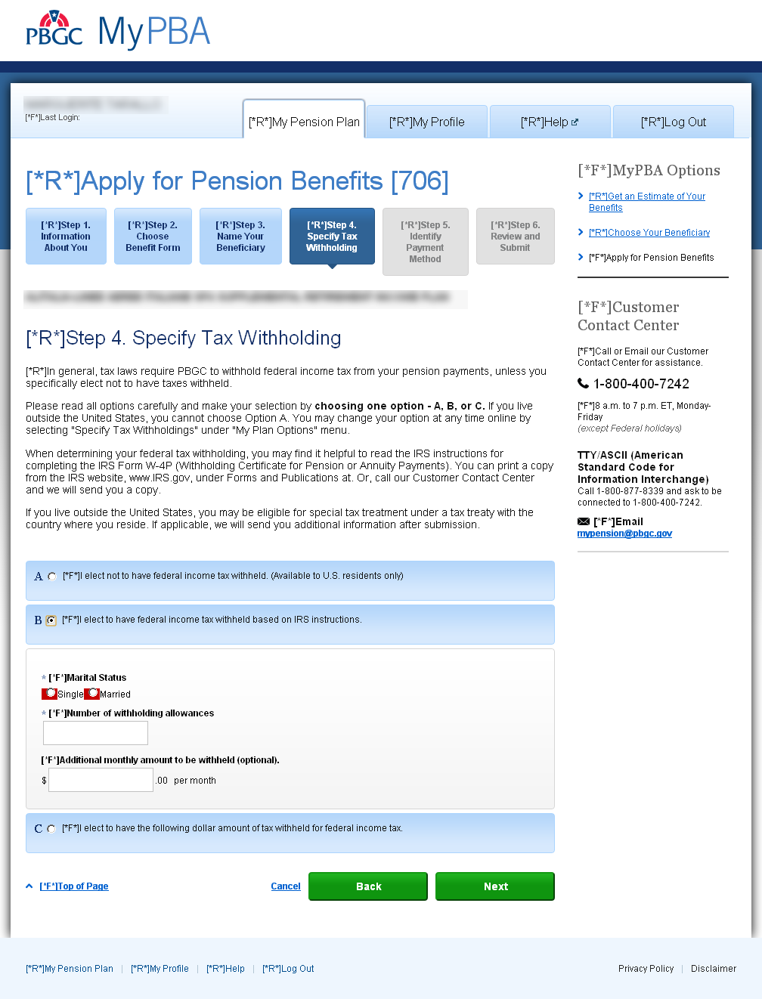 PBGC MyPBA
[*F*]Last Login:
[*R*]My Pension Plan
[*R*]My Profile
[*R*]Help
[*R*]Log Out
[*R*]Apply for Pension Benefits [706]
[*R*]Step 1.
Information
About You
[*R*]Step 2.
Choose
Benefit Form
[*R*]Step 3.
Name Your
Beneficiary
[*R*]Step 4.
Specify Tax
Withholding
[*R*]Step 5.
Identify
Payment
Method
[*R*]Step 6.
Review and
Submit
[*R*]Step 4. Specify Tax Withholding
[*R*]In general, tax laws require PBGC to withhold federal income tax from your pension payments, unless you
specifically elect not to have taxes withheld.
Please read all options carefully and make your selection by choosing one option - A, B, or C. If you live
outside the United States, you cannot choose Option A. You may change your option at any time online by
selecting "Specify Tax Withholdings" under "My Plan Options" menu.
When determining your federal tax withholding, you may find it helpful to read the IRS instructions for
completing the IRS Form W-4P (Withholding Certificate for Pension or Annuity Payments). You can print a copy
from the IRS website, www.IRS.gov, under Forms and Publications at. Or, call our Customer Contact Center
and we will send you a copy.
If you live outside the United States, you may be eligible for special tax treatment under a tax treaty with the
country where you reside. If applicable, we will send you additional information after submission.
A [*F*]I elect not to have federal income tax withheld. (Available to U.S. residents only)
B [*F*]I elect to have federal income tax withheld based on IRS instructions.
* [*F*]Marital Status
Single Married
* [*F*]Number of withholding allowances
[*F*]Additional monthly amount to be withheld (optional).
$ .00 per month
C [*F*]I elect to have the following dollar amount of tax withheld for federal income tax.
[*F*]Top of Page
Cancel
Back
Next
[*F*]MyPBA Options
[*R*]Get an Estimate of Your
Benefits
[*R*]Choose Your Beneficiary
[*F*]Apply for Pension Benefits
[*F*]Customer
Contact Center
[*F*]Call or Email our Customer
Contact Center for assistance.
1-800-400-7242
[*F*]8 a.m. to 7 p.m. ET, Monday-
Friday
(except Federal holidays)
TTY/ASCII (American
Standard Code for
Information Interchange)
Call 1-800-877-8339 and ask to be
connected to 1-800-400-7242.
[*F*]Email
mypension@pbgc.gov
[*R*]My Pension Plan | [*R*]My Profile | [*R*]Help | [*R*]Log Out
Privacy Policy | Disclaimer